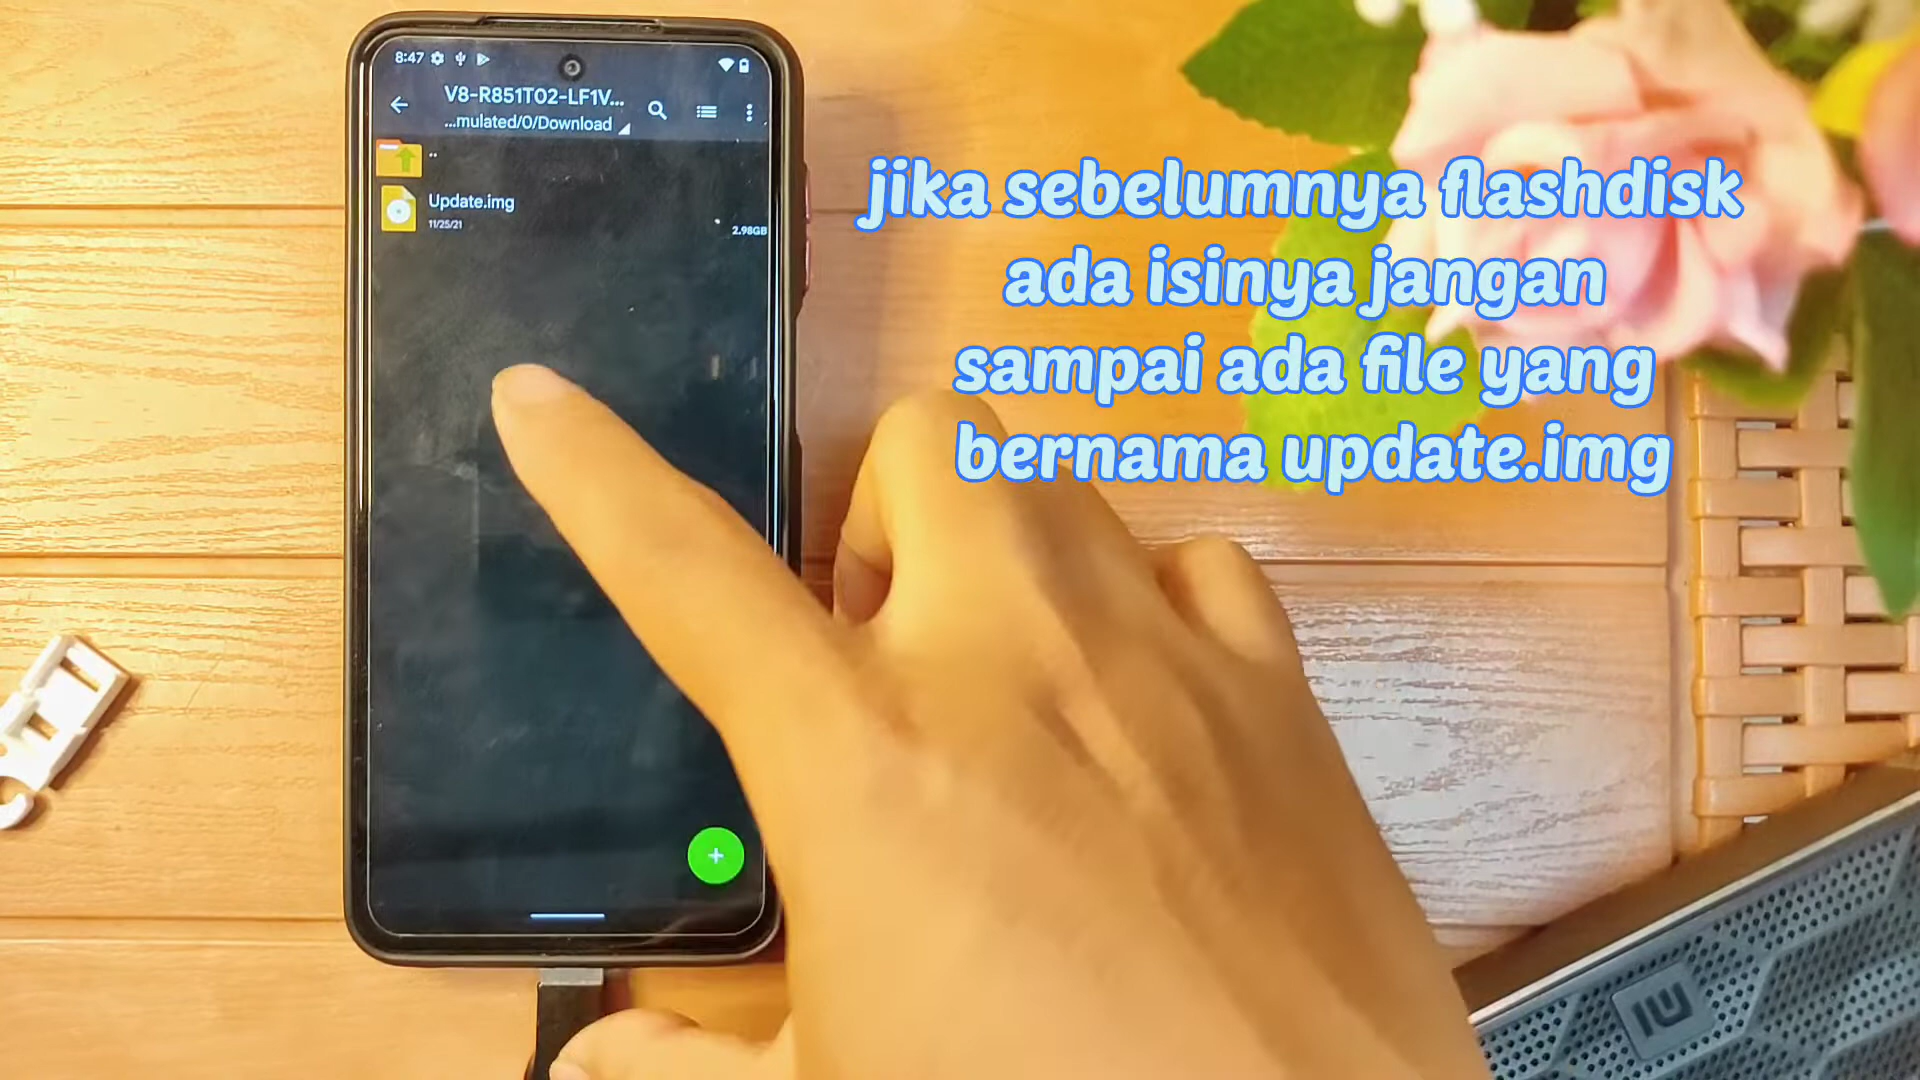 8:47
V8-R851T02-LF1V...
...mulated/0/Download
..
Update.img
11/25/21
2.98GB
jika sebelumnya flashdisk
ada isinya jangan
sampai ada file yang
bernama update.img